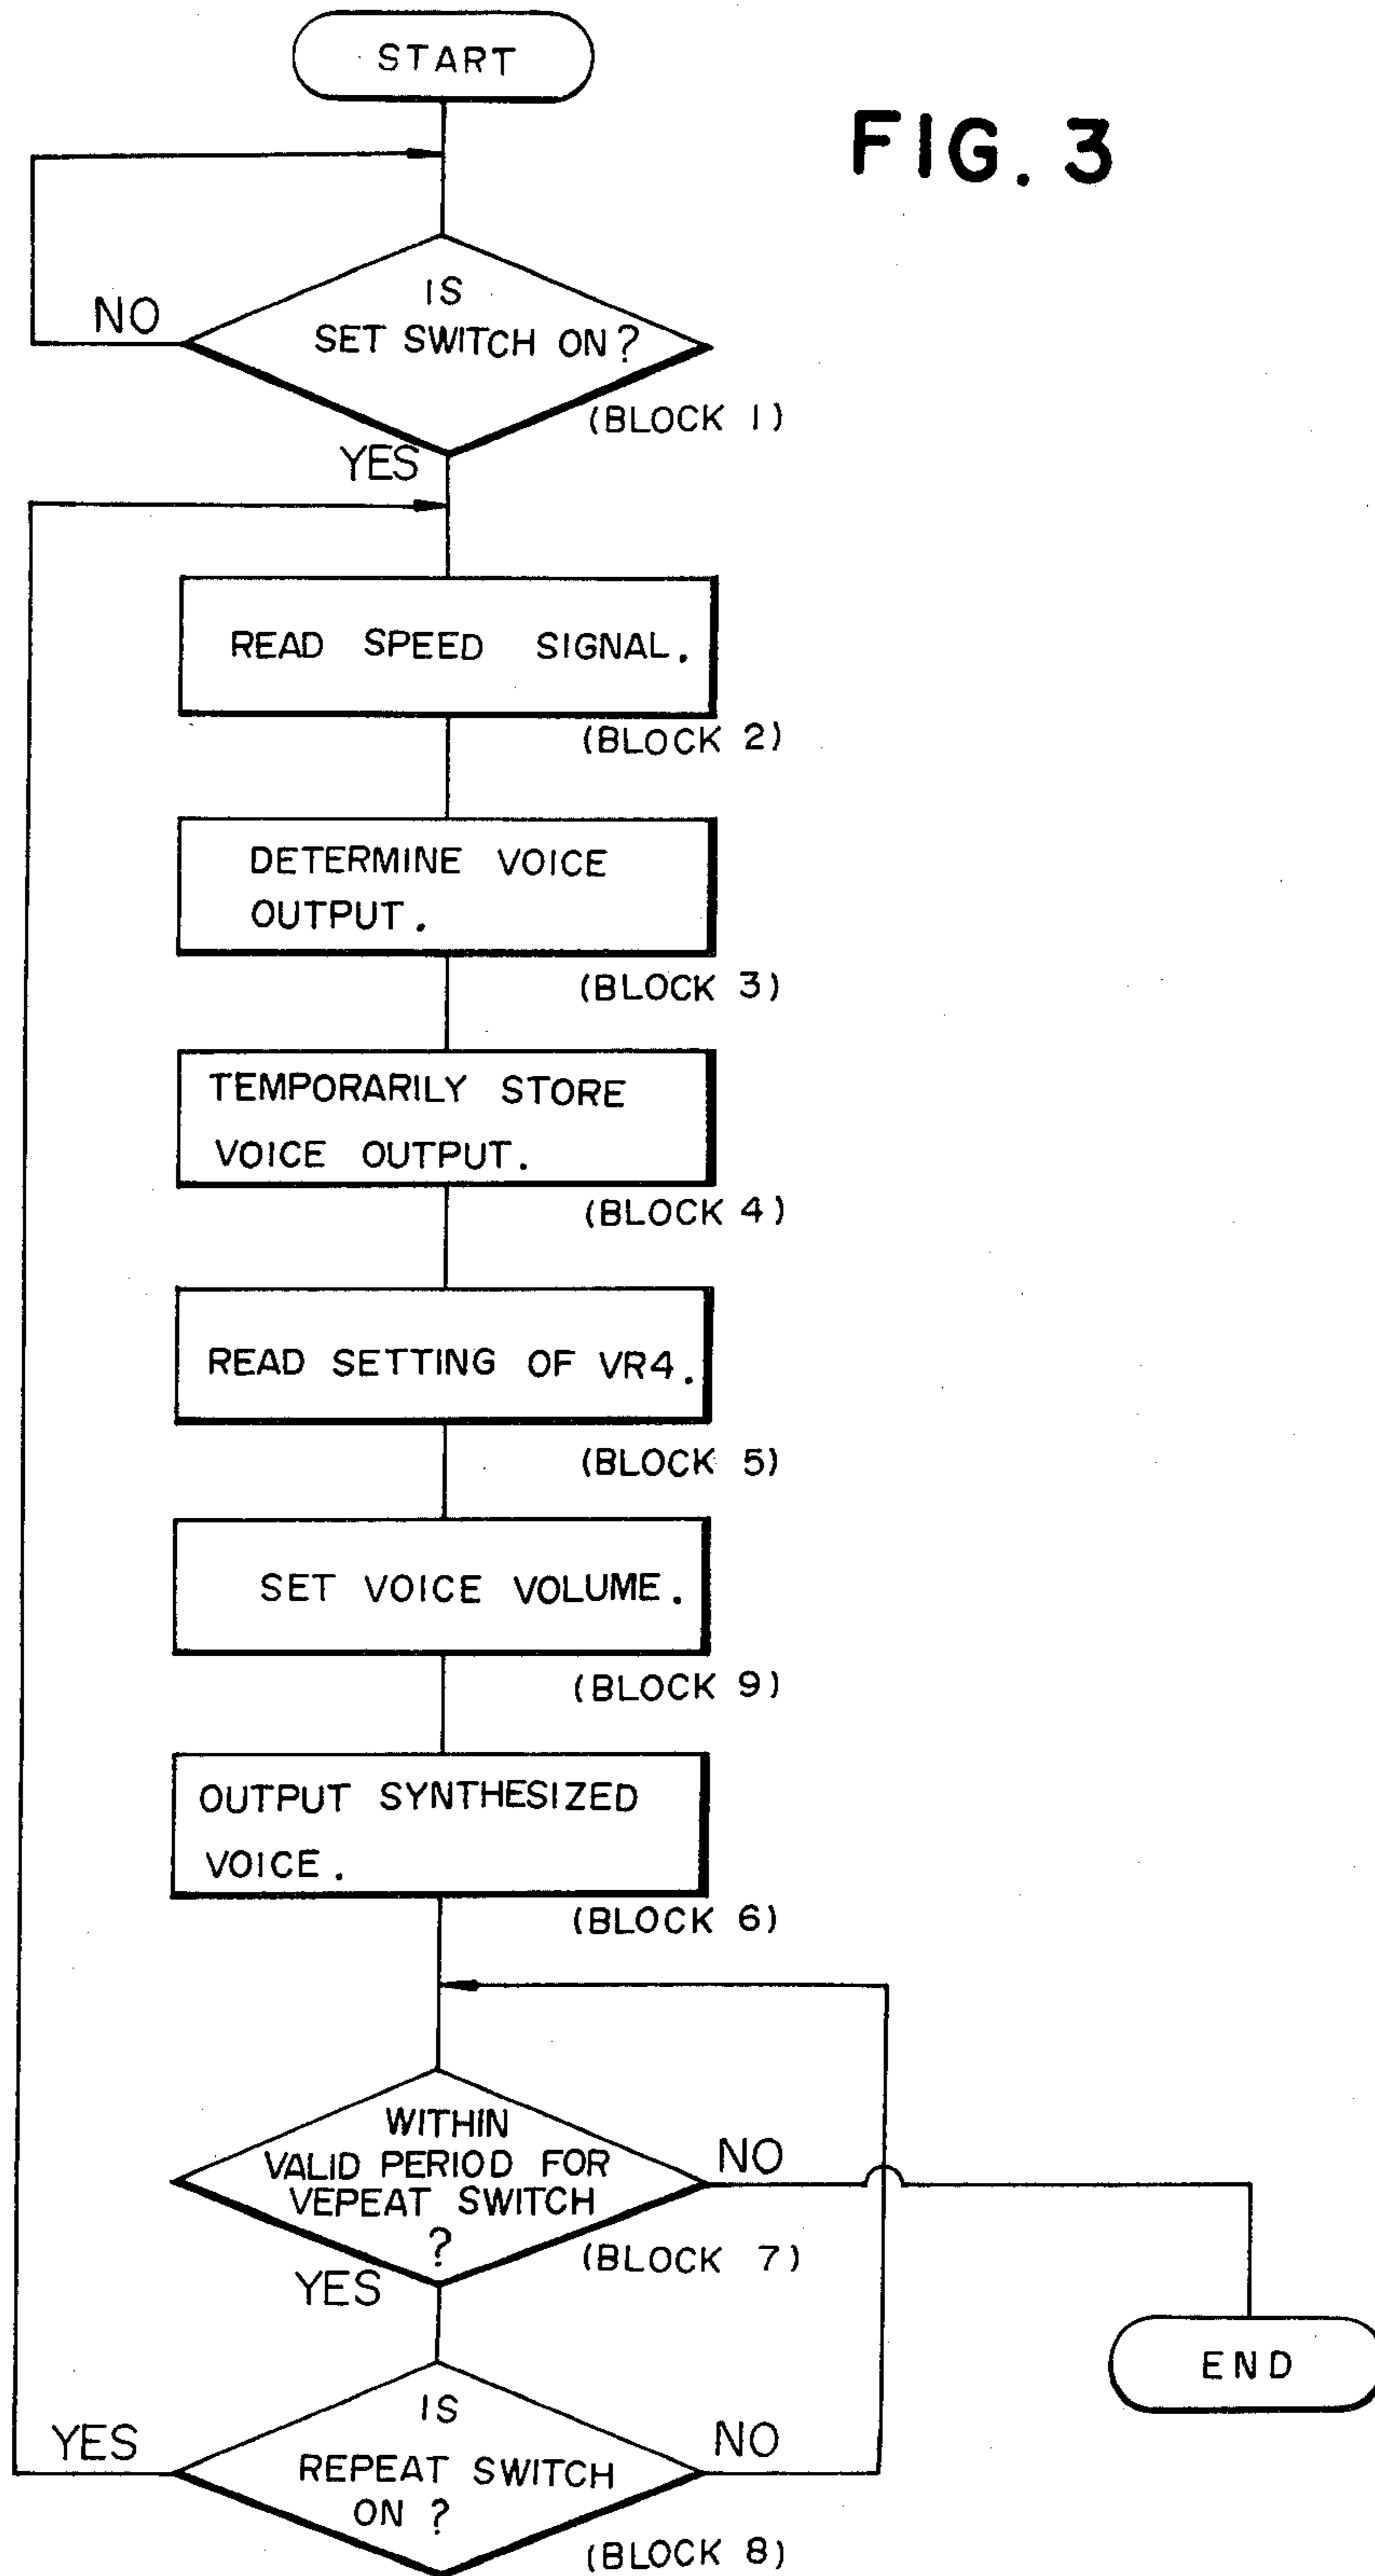 START
FIG. 3
IS
NO
SET SWITCH ON?
(BLOCK 1)
YES
READ SPEED SIGNAL.
(BLOCK 2)
DETERMINE VOICE
OUTPUT.
(BLOCK 3)
TEMPORARILY STORE
VOICE OUTPUT.
(BLOCK 4)
READ SETTING OF VR4.
(BLOCK 5)
SET VOICE VOLUME.
(BLOCK 9)
OUTPUT SYNTHESIZED
VOICE.
(BLOCK 6)
WITHIN
VALID PERIOD FOR
VEPEAT SWITCH
?
NO
(BLOCK 7)
YES
END
IS
REPEAT SWITCH
ON ?
YES
NO
(BLOCK 8)